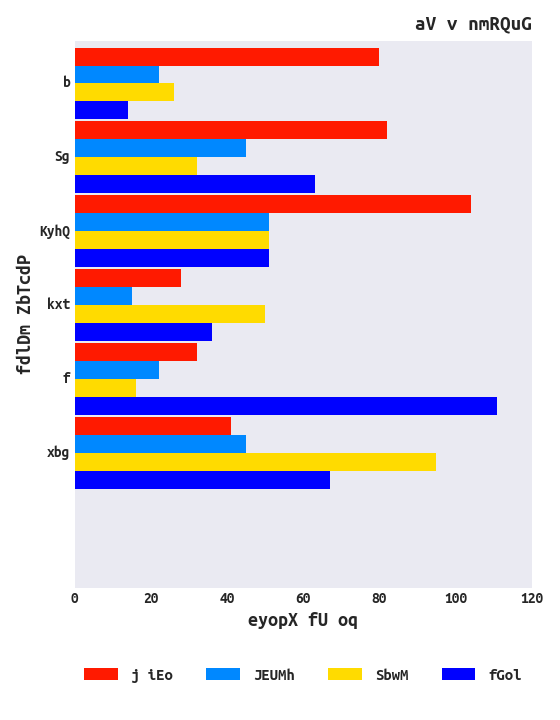 aV v nmRQuG
b
Sg
KyhQ
kxt
f
xbg
fdlDm ZbTcdP
0 20 40 60 80 100 120
eyopX fU oq
j iEo JEUMh SbwM fGol